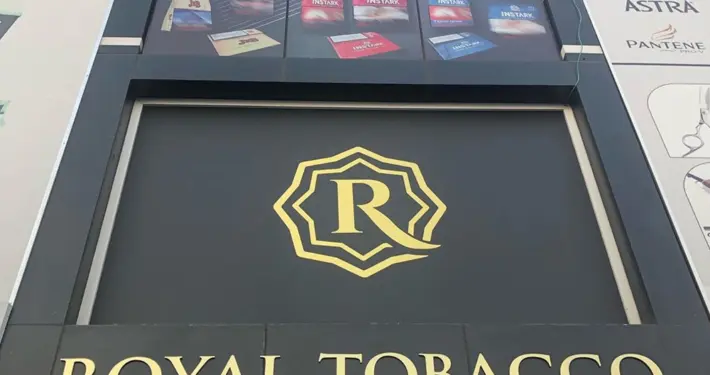 INSTARK INSTARK INSTARK INSTARK
ASTRA
PANTENE
R
ROYAL TOBACCO